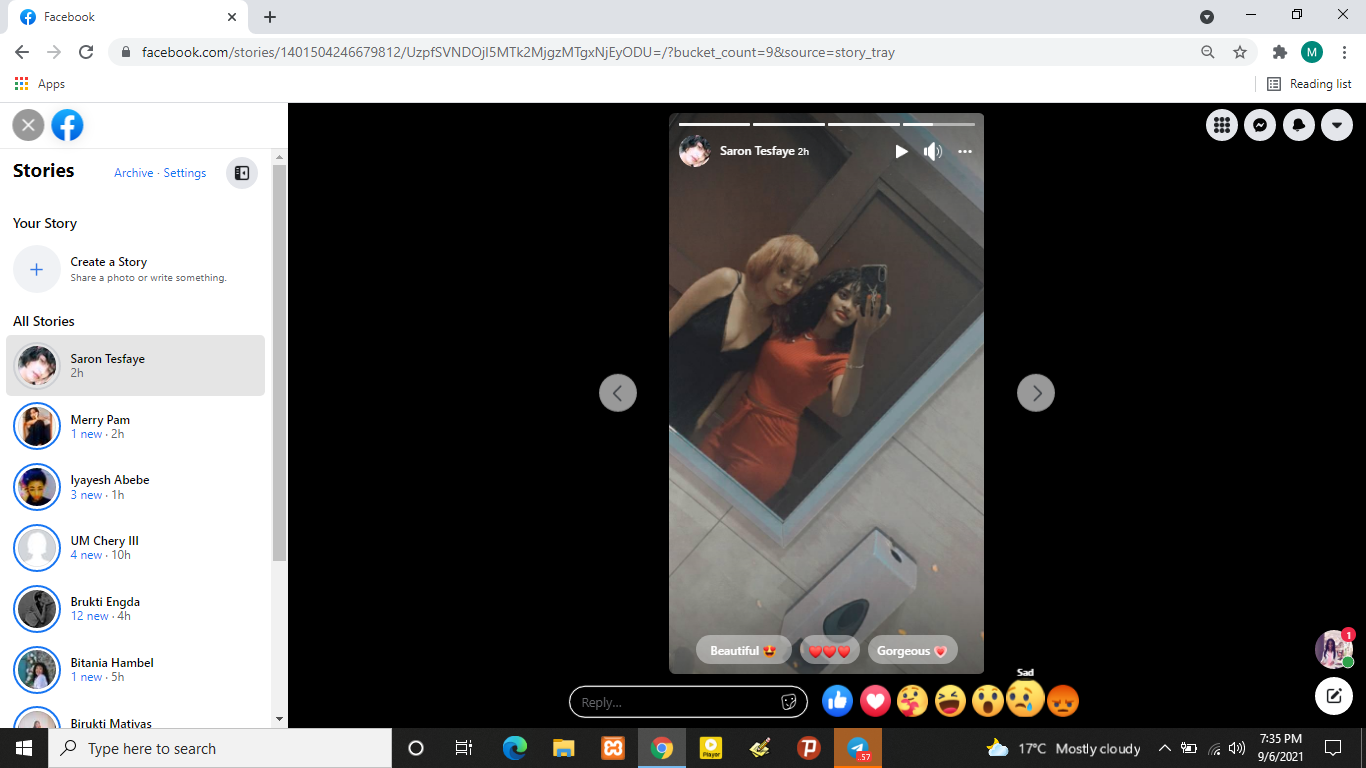 Facebook
facebook.com/stories/1401504246679812/UzpfSVNDOjI5MTk2MjgzMTgxNjEyODU=/?bucket_count=9&source=story_tray
M
Apps
Reading list
Stories
Archive · Settings
Your Story
Create a Story
Share a photo or write something.
All Stories
Saron Tesfaye
2h
Merry Pam
1 new · 2h
Iyayesh Abebe
3 new · 1h
UM Chery III
4 new · 10h
Brukti Engda
12 new · 4h
Bitania Hambel
1 new · 5h
Birukti Matiyas
Saron Tesfaye 2h
Beautiful 😍
❤️❤️❤️
Gorgeous 💗
Reply...
Sad
1
Type here to search
Player
..57
17°C Mostly cloudy
7:35 PM
9/6/2021